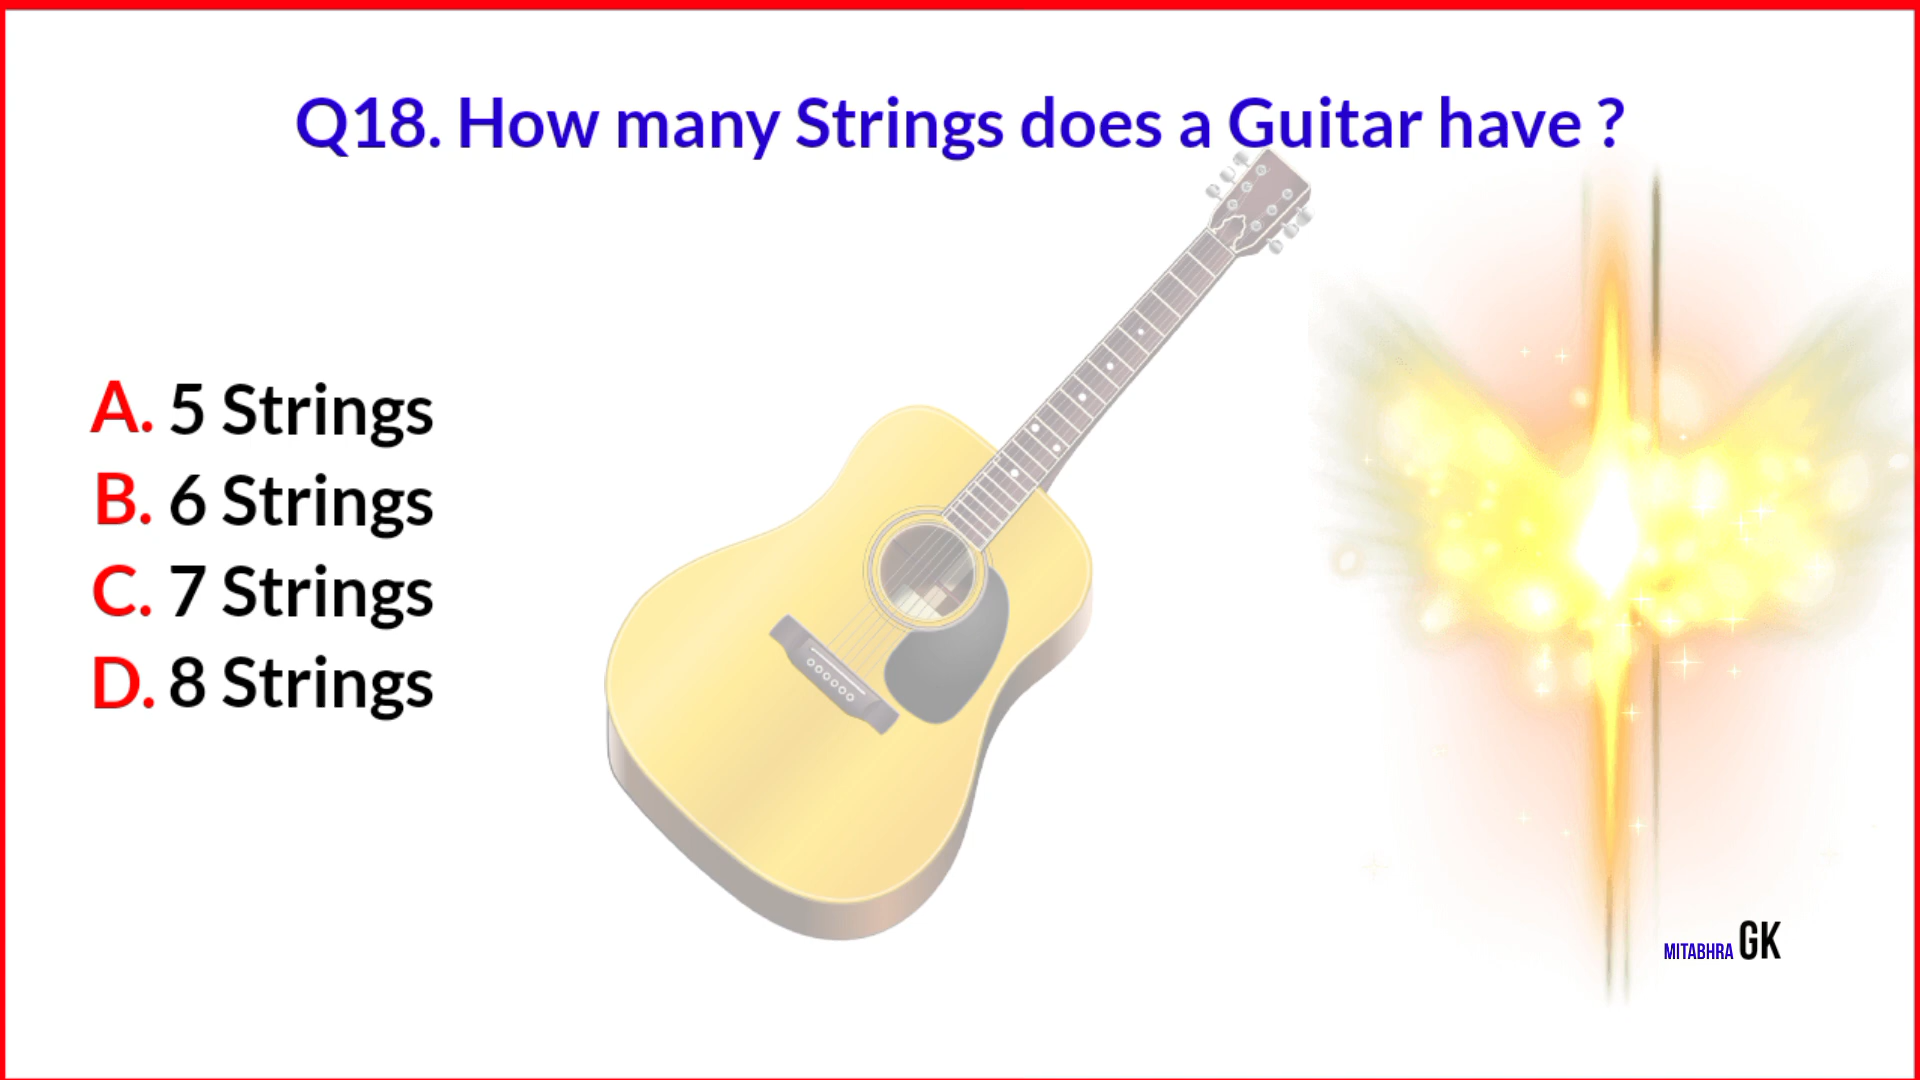 Q18. How many Strings does a Guitar have ?
A. 5 Strings
B. 6 Strings
C. 7 Strings
D. 8 Strings
MITABHRA GK